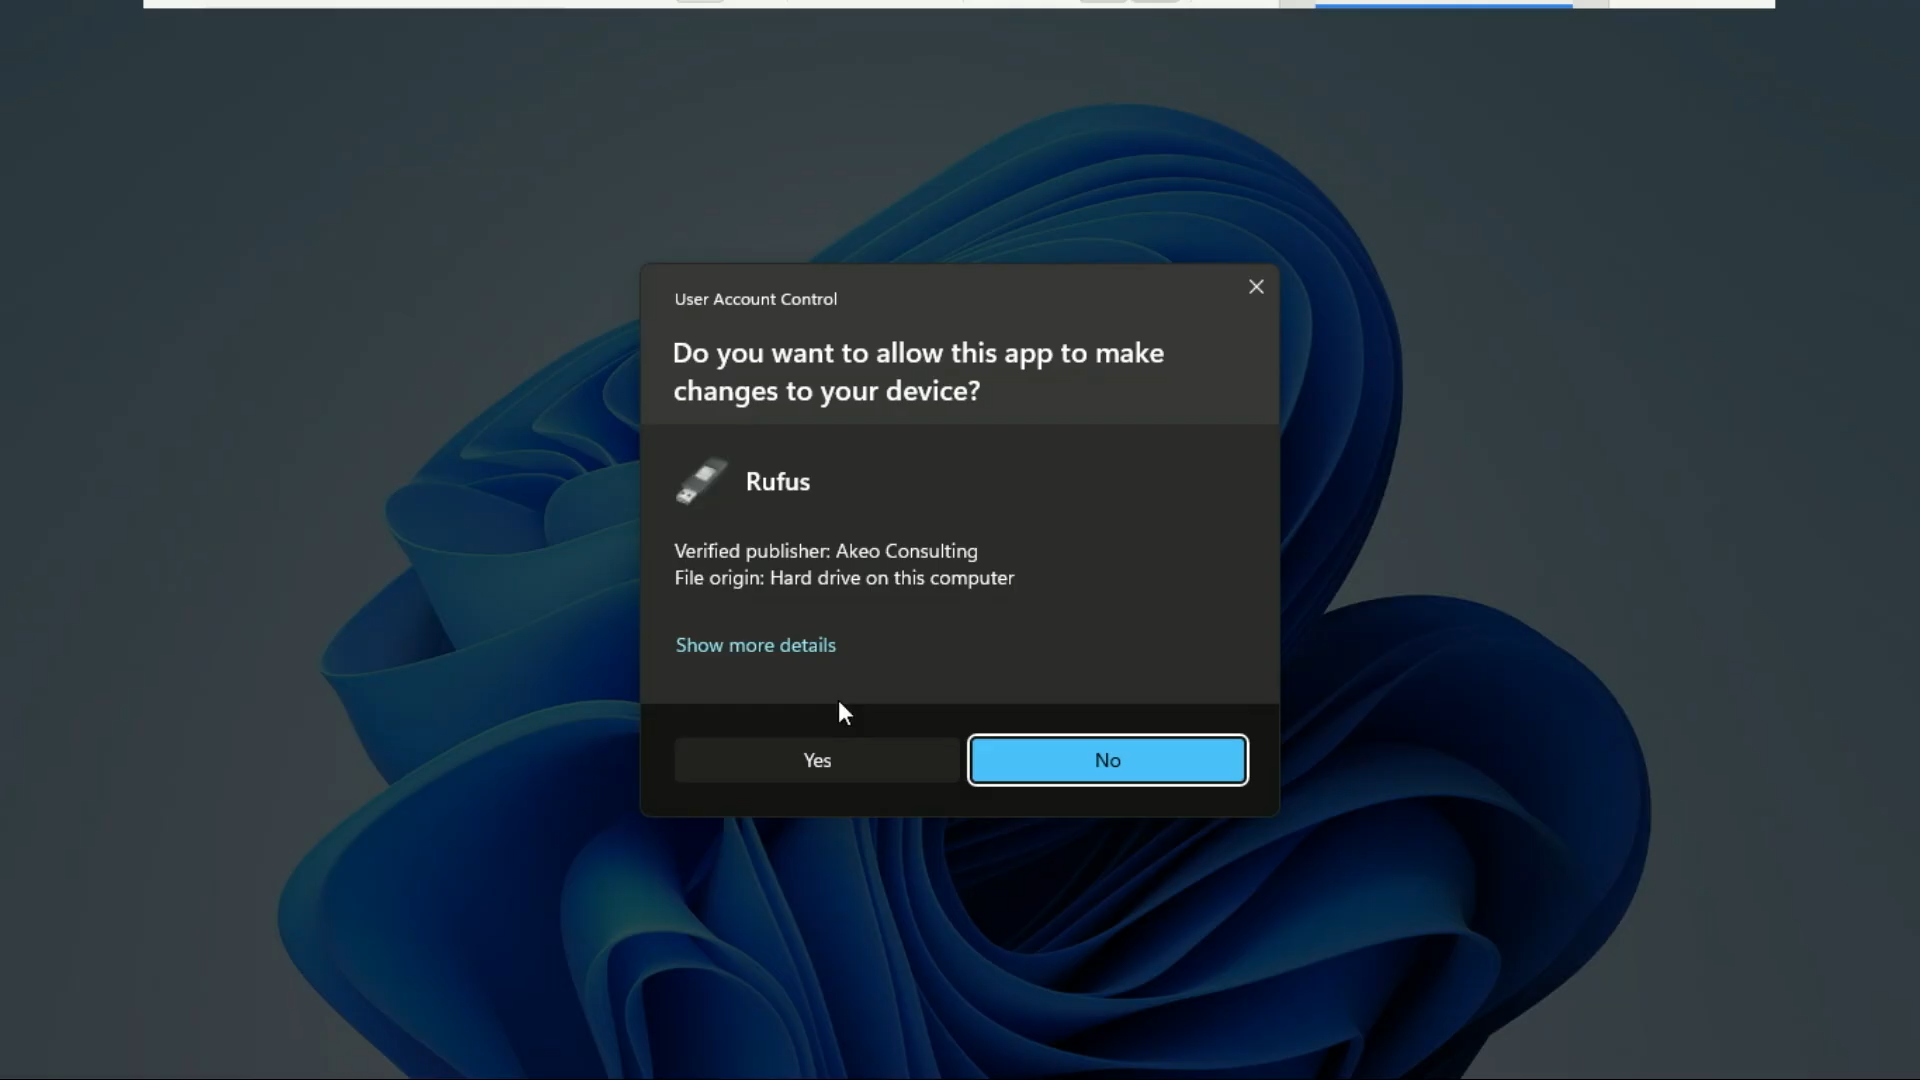 User Account Control
Do you want to allow this app to make
changes to your device?
Rufus
Verified publisher: Akeo Consulting
File origin: Hard drive on this computer
Show more details
Yes
No